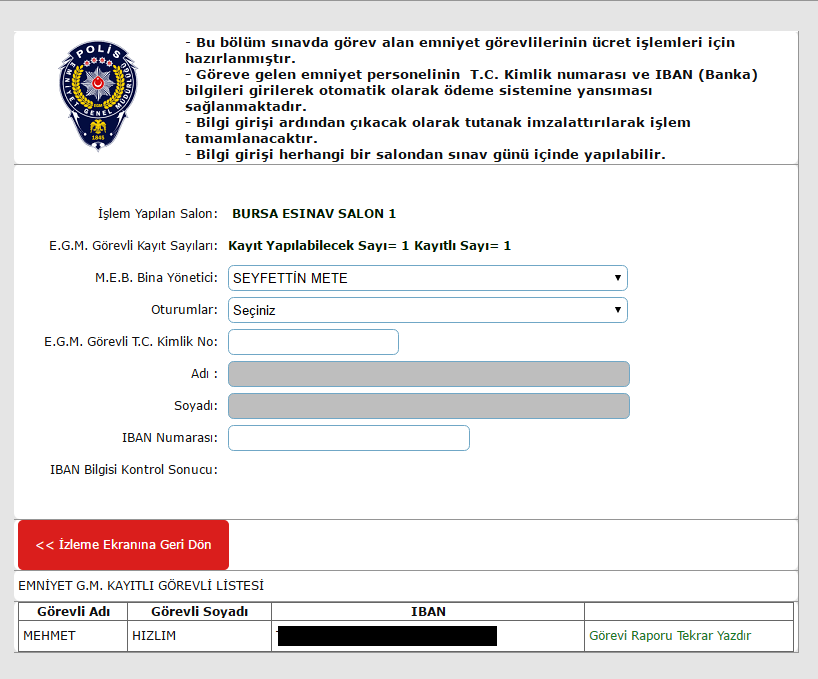 POLİS
EMNİYET GENEL MÜDÜRLÜĞÜ
1845
- Bu bölüm sınavda görev alan emniyet görevlilerinin ücret işlemleri için
hazırlanmıştır.
- Göreve gelen emniyet personelinin T.C. Kimlik numarası ve IBAN (Banka)
bilgileri girilerek otomatik olarak ödeme sistemine yansıması
sağlanmaktadır.
- Bilgi girişi ardından çıkacak olarak tutanak imzalattırılarak işlem
tamamlanacaktır.
- Bilgi girişi herhangi bir salondan sınav günü içinde yapılabilir.
İşlem Yapılan Salon: BURSA ESINAV SALON 1
E.G.M. Görevli Kayıt Sayıları: Kayıt Yapılabilecek Sayı= 1 Kayıtlı Sayı= 1
M.E.B. Bina Yönetici: SEYFETTİN METE
Oturumlar: Seçiniz
E.G.M. Görevli T.C. Kimlik No:
Adı :
Soyadı:
IBAN Numarası:
IBAN Bilgisi Kontrol Sonucu:
<< İzleme Ekranına Geri Dön
EMNİYET G.M. KAYITLI GÖREVLİ LİSTESİ
Görevli Adı Görevli Soyadı IBAN
MEHMET HIZLIM Görevi Raporu Tekrar Yazdır